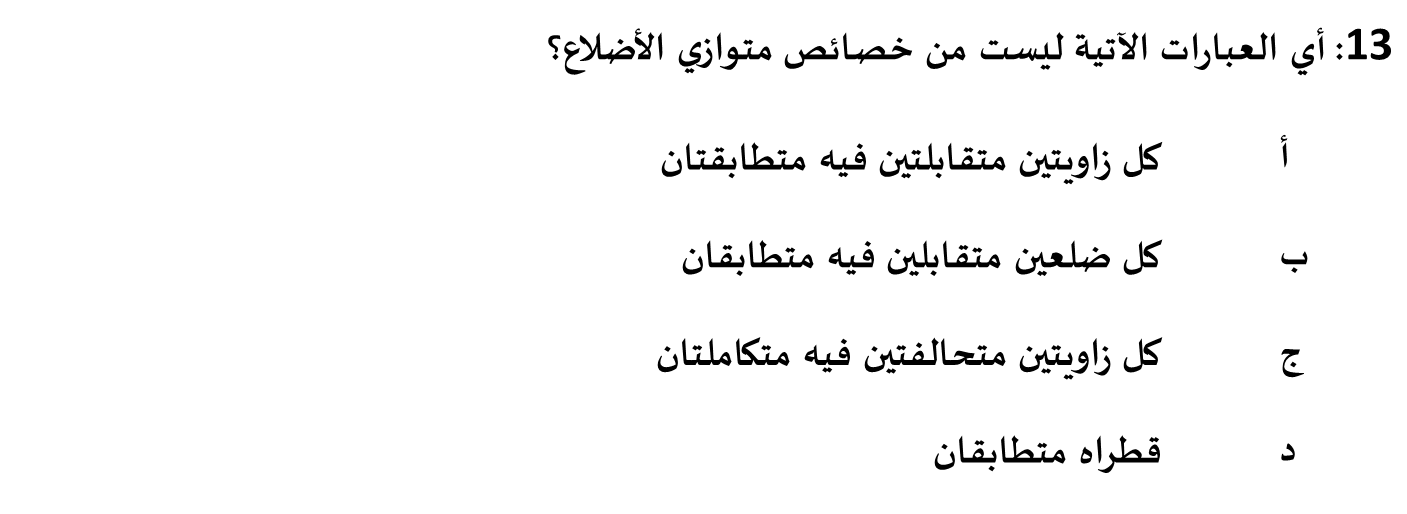 13: أي العبارات الآتية ليست من خصائص متوازي الأضلاع؟
أ كل زاويتين متقابلتين فيه متطابقتان
ب كل ضلعين متقابلين فيه متطابقان
ج كل زاويتين متحالفتين فيه متكاملتان
د قطراه متطابقان